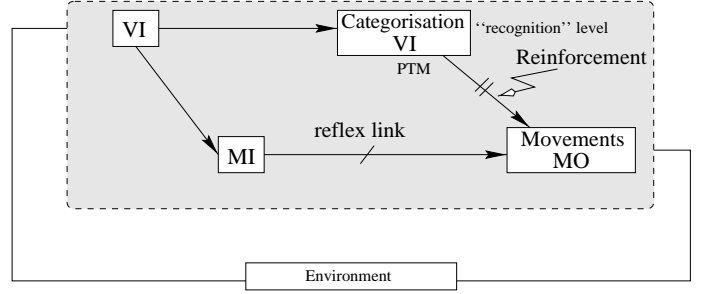 VI
Categorisation
VI
‘‘recognition’’ level
PTM
Reinforcement
reflex link
MI
Movements
MO
Environment